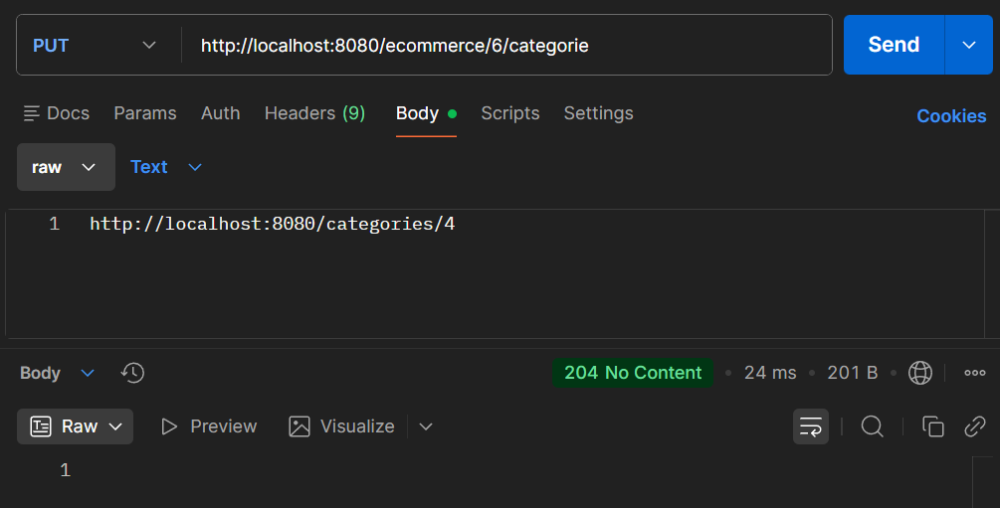 PUT http://localhost:8080/ecommerce/6/categorie Send
Docs Params Auth Headers (9) Body Scripts Settings Cookies
raw Text
1 http://localhost:8080/categories/4
Body 204 No Content • 24 ms • 201 B •
Raw Preview Visualize
1